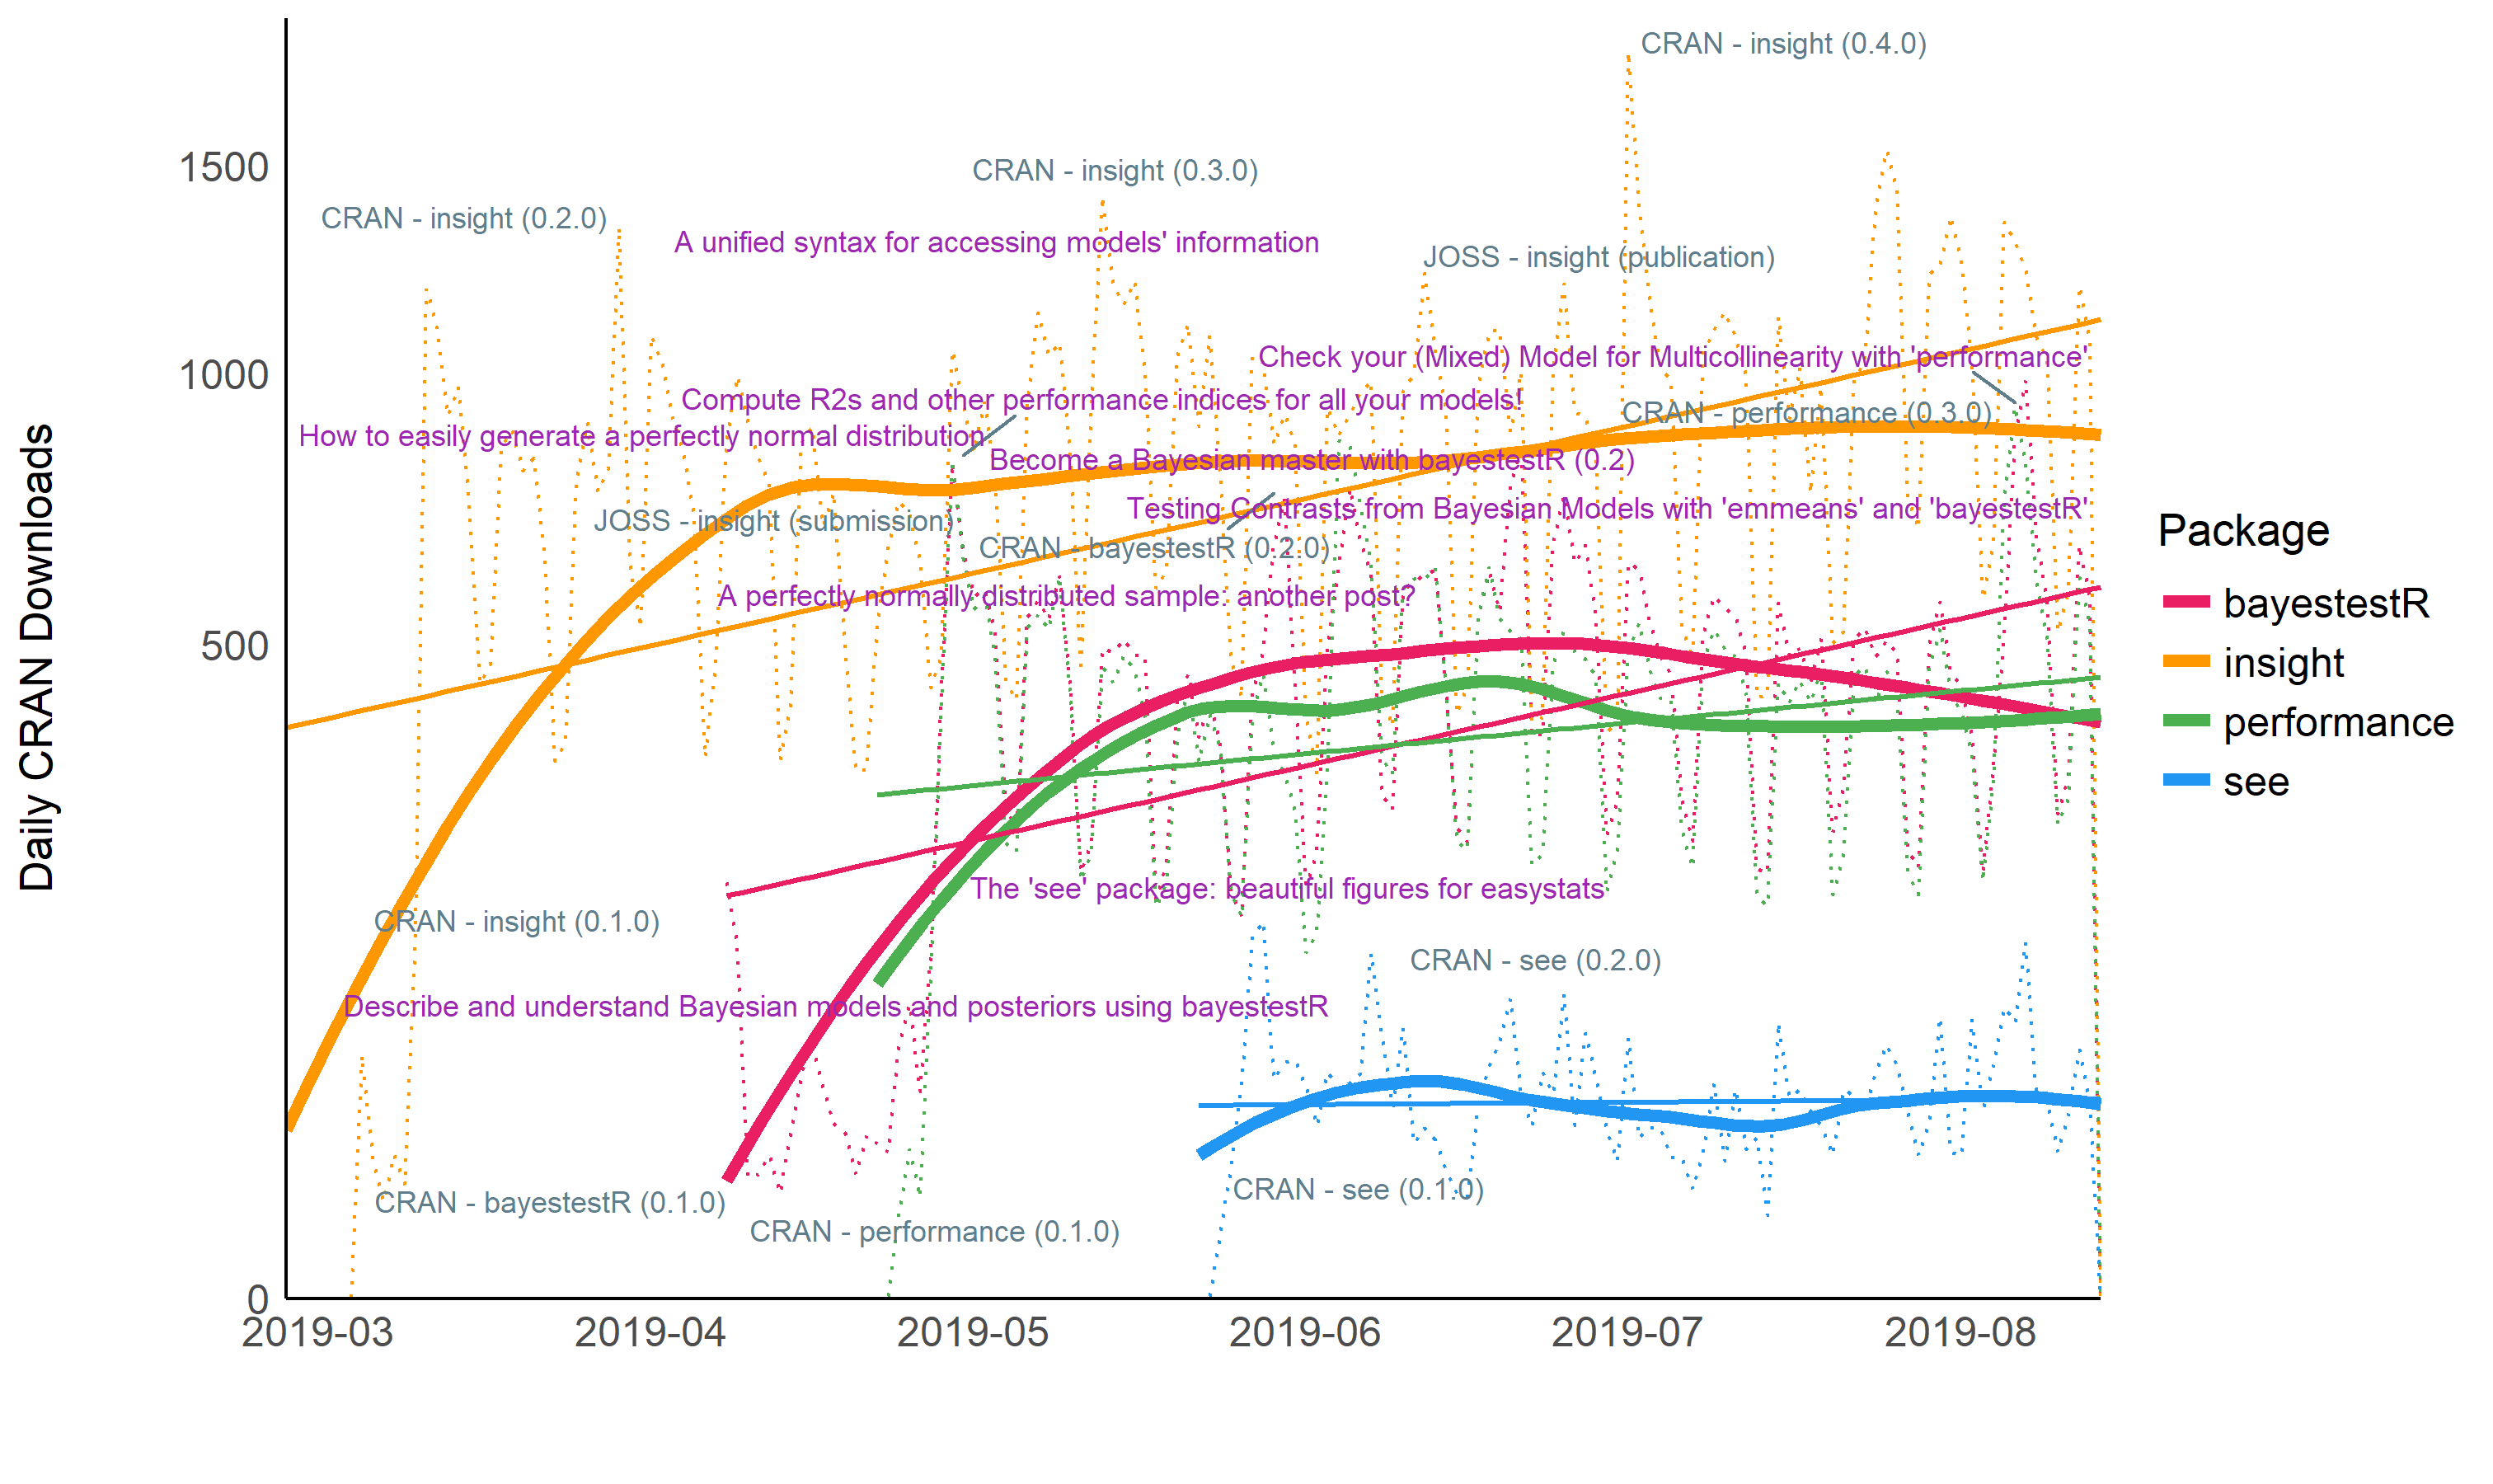 CRAN - insight (0.4.0)
1500
CRAN - insight (0.3.0)
CRAN - insight (0.2.0)
A unified syntax for accessing models' information
JOSS - insight (publication)
Check your (Mixed) Model for Multicollinearity with 'performance'
1000
Compute R2s and other performance indices for all your models!
CRAN - performance (0.3.0)
How to easily generate a perfectly normal distribution
Become a Bayesian master with bayestestR (0.2)
Testing Contrasts from Bayesian Models with 'emmeans' and 'bayestestR'
JOSS - insight (submission)
CRAN - bayestestR (0.2.0)
A perfectly normally distributed sample: another post?
500
Daily CRAN Downloads
The 'see' package: beautiful figures for easystats
CRAN - insight (0.1.0)
CRAN - see (0.2.0)
Describe and understand Bayesian models and posteriors using bayestestR
CRAN - see (0.1.0)
CRAN - bayestestR (0.1.0)
CRAN - performance (0.1.0)
0
2019-03
2019-04
2019-05
2019-06
2019-07
2019-08
Package
bayestestR
insight
performance
see